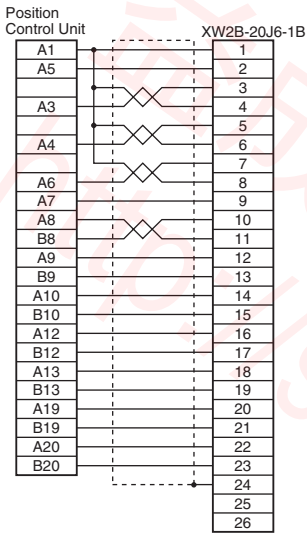 Position
Control Unit
XW2B-20J6-1B
A1 1
A5 2
3
A3 4
5
A4 6
7
A6 8
A7 9
A8 10
B8 11
A9 12
B9 13
A10 14
B10 15
A12 16
B12 17
A13 18
B13 19
A19 20
B19 21
A20 22
B20 23
24
25
26